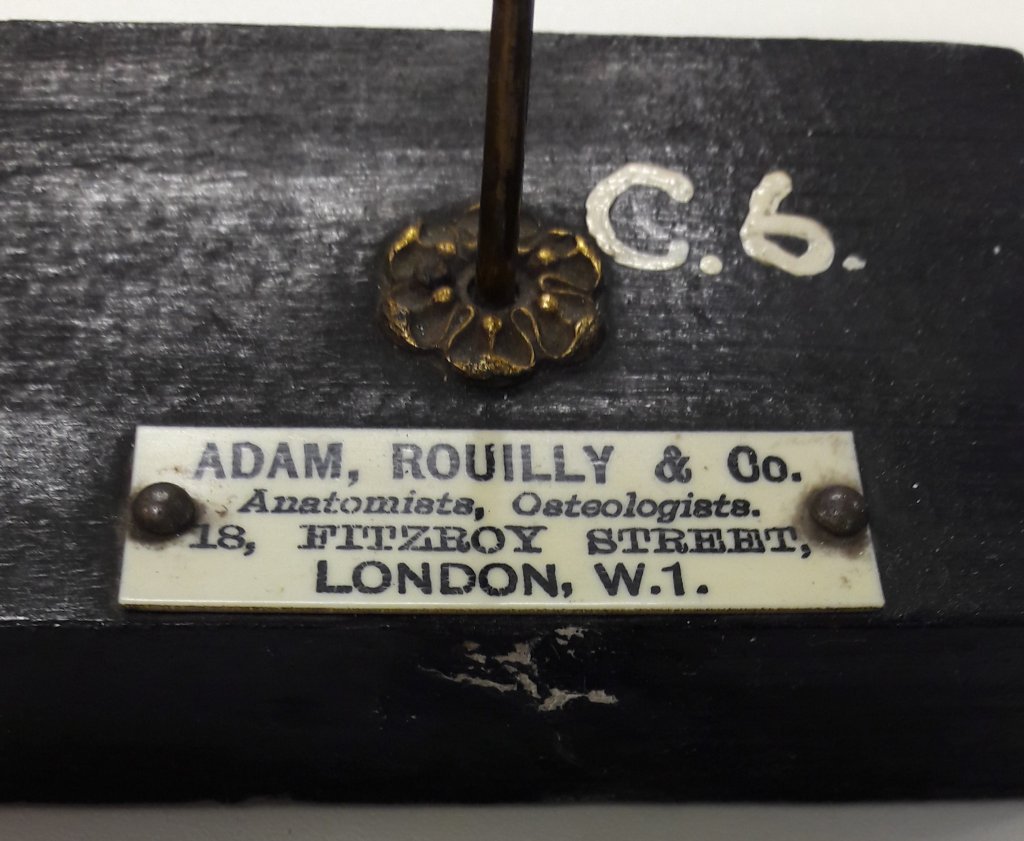 C.6.
ADAM, ROUILLY & Co.
Anatomists, Osteologists.
18, FITZROY STREET,
LONDON, W.1.